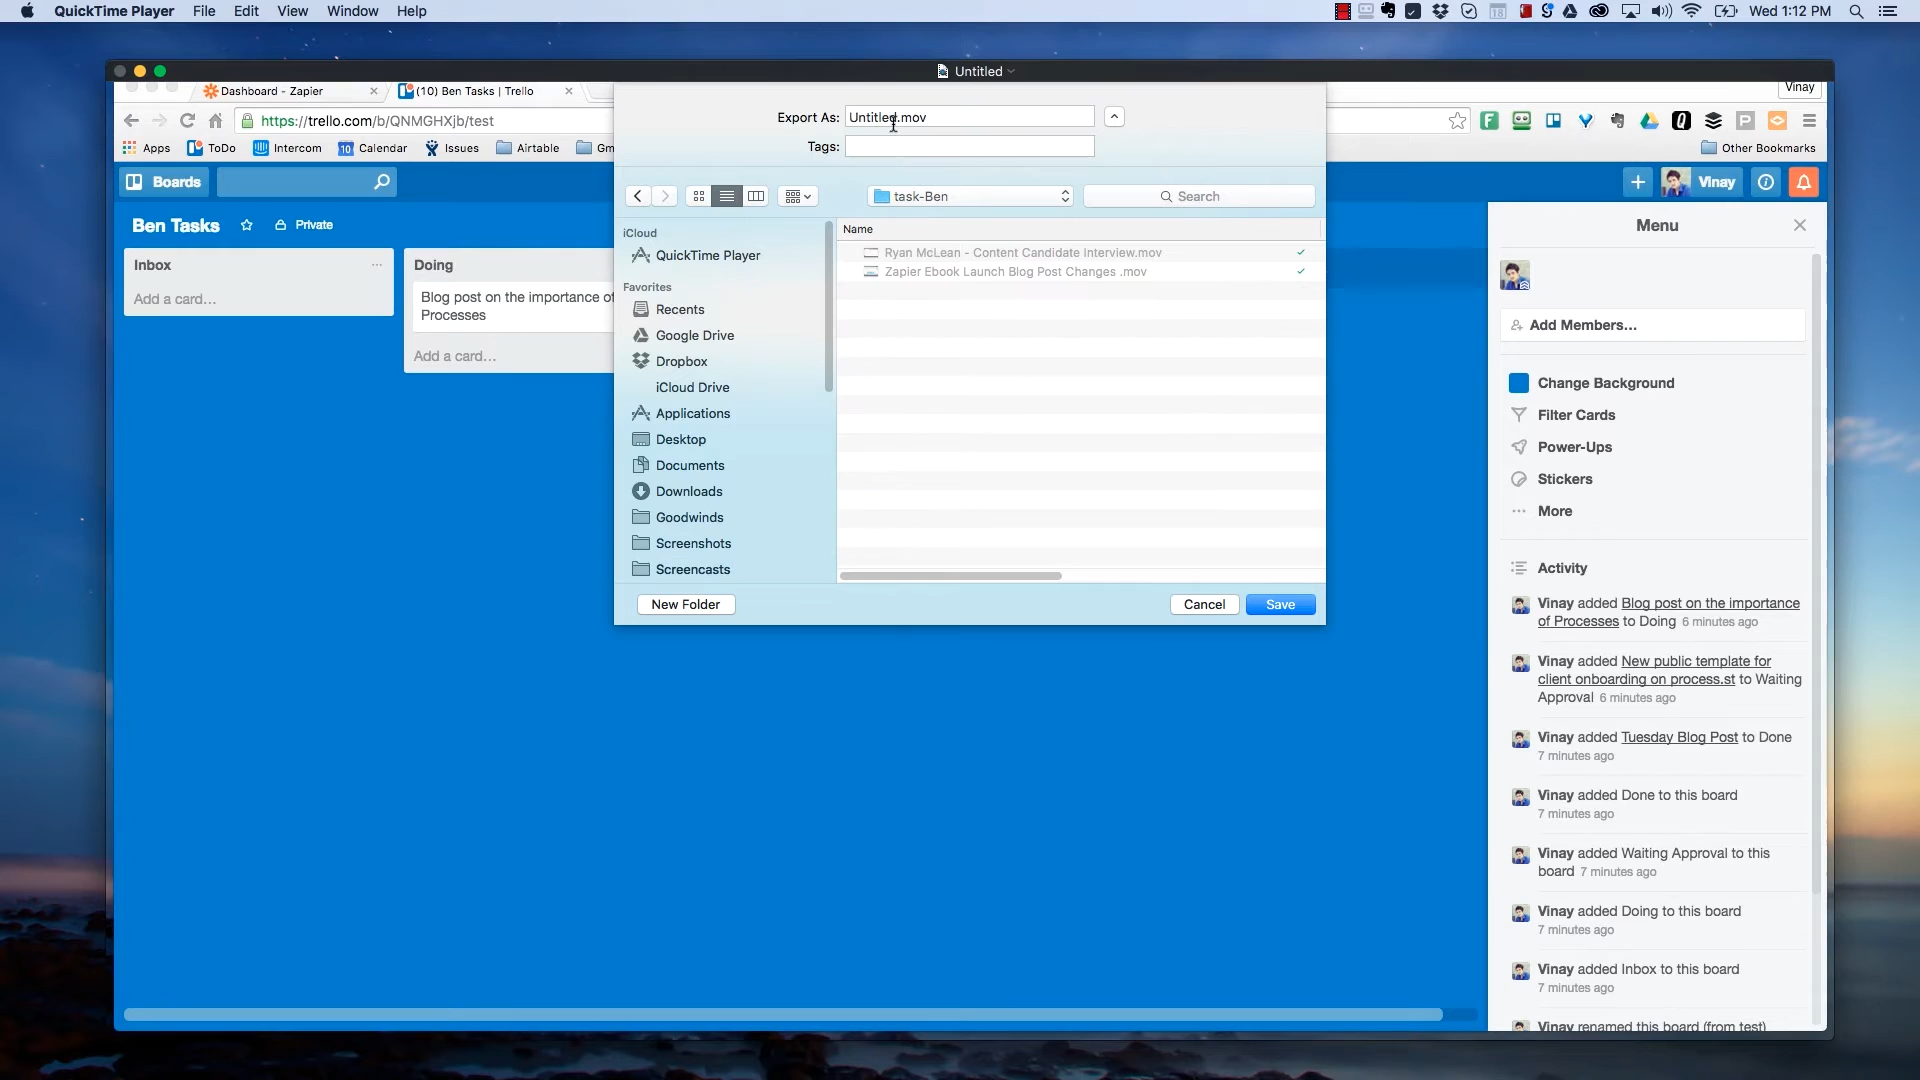 QuickTime Player File Edit View Window Help
18 Wed 1:12 PM
Untitled
Dashboard - Zapier
(10) Ben Tasks | Trello
Vinay
https://trello.com/b/QNMGHXjb/test
Apps ToDo Intercom 10 Calendar Issues Airtable Gm
Other Bookmarks
Boards
Vinay
Ben Tasks
Private
Inbox
Add a card...
Doing
Blog post on the importance of
Processes
Add a card...
Export As: Untitled.mov
Tags:
task-Ben
Search
iCloud
QuickTime Player
Favorites
Recents
Google Drive
Dropbox
iCloud Drive
Applications
Desktop
Documents
Downloads
Goodwinds
Screenshots
Screencasts
Name
Ryan McLean - Content Candidate Interview.mov
Zapier Ebook Launch Blog Post Changes .mov
New Folder
Cancel
Save
Menu
Add Members...
Change Background
Filter Cards
Power-Ups
Stickers
More
Activity
Vinay added Blog post on the importance
of Processes to Doing 6 minutes ago
Vinay added New public template for
client onboarding on process.st to Waiting
Approval 6 minutes ago
Vinay added Tuesday Blog Post to Done
7 minutes ago
Vinay added Done to this board
7 minutes ago
Vinay added Waiting Approval to this
board 7 minutes ago
Vinay added Doing to this board
7 minutes ago
Vinay added Inbox to this board
7 minutes ago
Vinay renamed this board (from test)